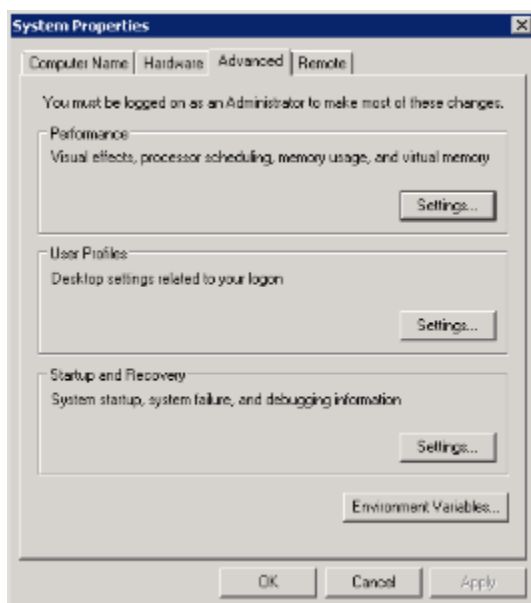 System Properties
Computer Name Hardware Advanced Remote
You must be logged on as an Administrator to make most of these changes.
Performance
Visual effects, processor scheduling, memory usage, and virtual memory
Settings...
User Profiles
Desktop settings related to your logon
Settings...
Startup and Recovery
System startup, system failure, and debugging information
Settings...
Environment Variables...
OK Cancel Apply